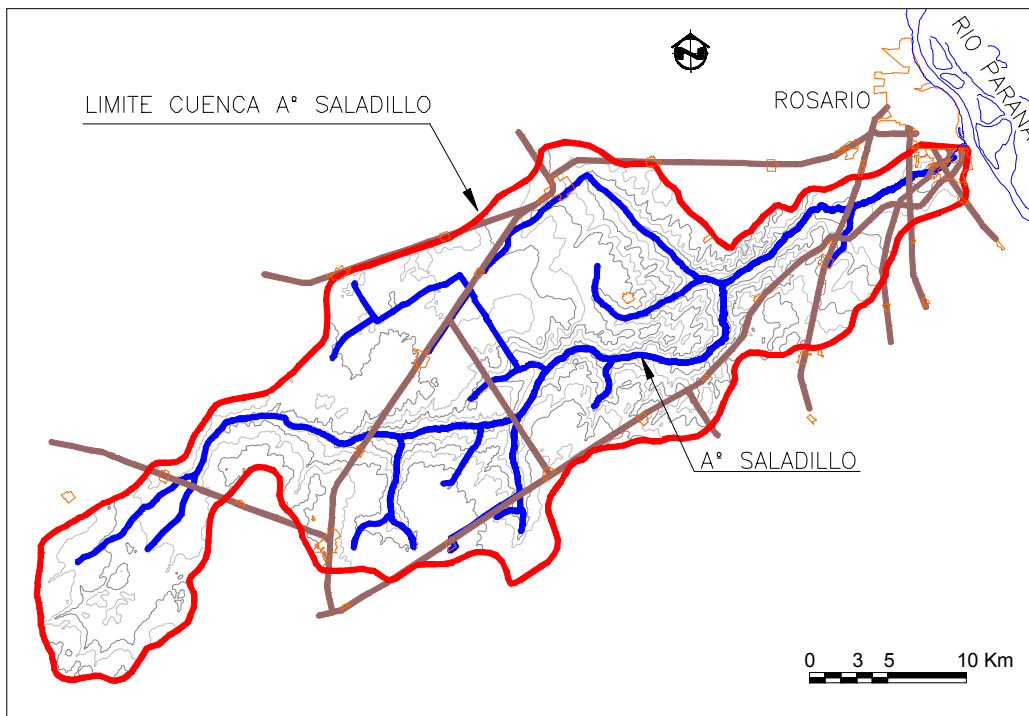 RIO PARANA
ROSARIO
LIMITE CUENCA Aº SALADILLO
Aº SALADILLO
0 3 5 10 Km